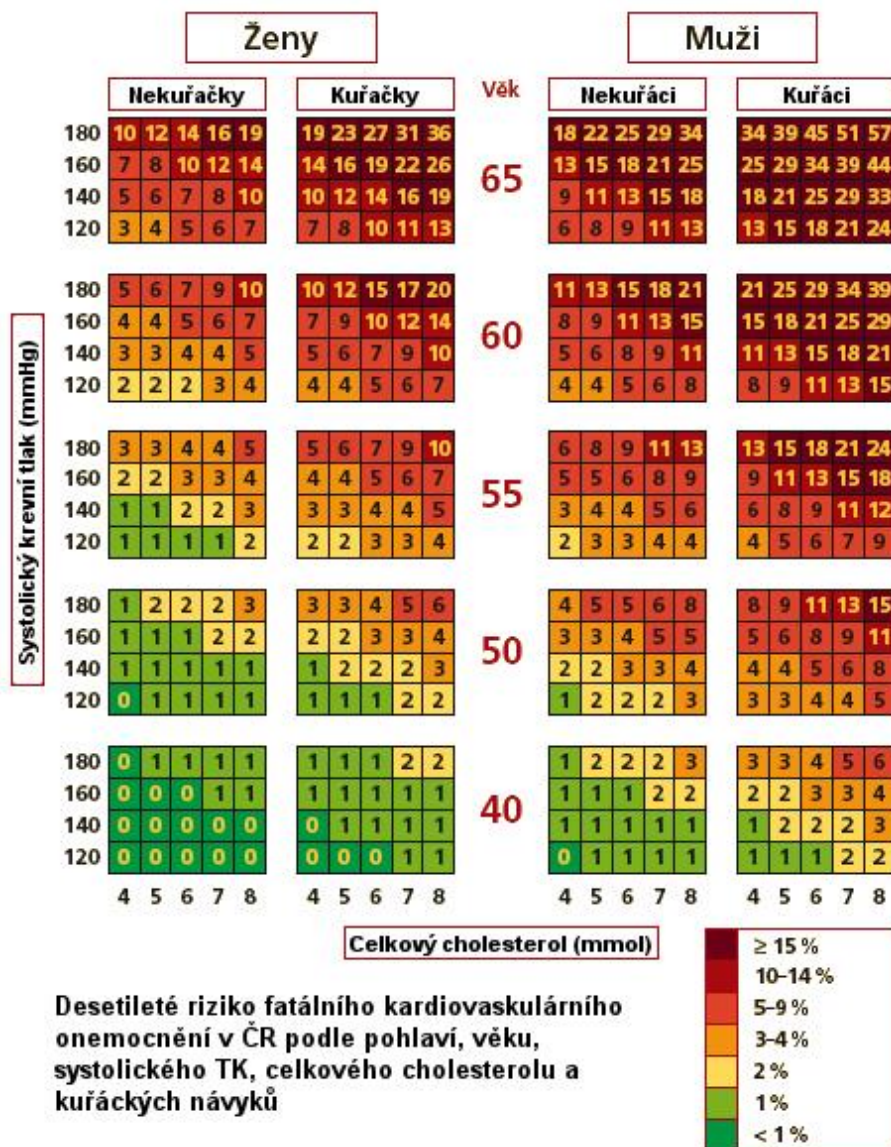 Ženy Muži
Nekuřačky Kuřačky Věk Nekuřáci Kuřáci
180 10 12 14 16 19 19 23 27 31 36 18 22 25 29 34 34 39 45 51 57
160 7 8 10 12 14 14 16 19 22 26 13 15 18 21 25 25 29 34 39 44
65
140 5 6 7 8 10 10 12 14 16 19 9 11 13 15 18 18 21 25 29 33
120 3 4 5 6 7 7 8 10 11 13 6 8 9 11 13 13 15 18 21 24
180 5 6 7 9 10 10 12 15 17 20 11 13 15 18 21 21 25 29 34 39
160 4 4 5 6 7 7 9 10 12 14 8 9 11 13 15 15 18 21 25 29
60
140 3 3 4 4 5 5 6 7 9 10 5 6 8 9 11 11 13 15 18 21
120 2 2 2 3 4 4 4 5 6 7 4 4 5 6 8 8 9 11 13 15
Systolický krevní tlak (mmHg)
180 3 3 4 4 5 5 6 7 9 10 6 8 9 11 13 13 15 18 21 24
160 2 2 3 3 4 4 4 5 6 7 5 5 6 8 9 9 11 13 15 18
55
140 1 1 2 2 3 3 3 4 4 5 3 4 4 5 6 6 8 9 11 12
120 1 1 1 1 2 2 2 3 3 4 2 3 3 4 4 4 5 6 7 9
180 1 2 2 2 3 3 3 4 5 6 4 5 5 6 8 8 9 11 13 15
160 1 1 1 2 2 2 2 3 3 4 3 3 4 5 5 5 6 8 9 11
50
140 1 1 1 1 1 1 2 2 2 3 2 2 3 3 4 4 4 5 6 8
120 0 1 1 1 1 1 1 1 2 2 1 2 2 2 3 3 3 4 4 5
180 0 1 1 1 1 1 1 1 2 2 1 2 2 2 3 3 3 4 5 6
160 0 0 0 1 1 1 1 1 1 1 1 1 1 2 2 2 2 3 3 4
40
140 0 0 0 0 0 0 1 1 1 1 1 1 1 1 1 1 2 2 2 3
120 0 0 0 0 0 0 0 0 1 1 0 1 1 1 1 1 1 1 2 2
4 5 6 7 8 4 5 6 7 8 4 5 6 7 8 4 5 6 7 8
Celkový cholesterol (mmol)
≥ 15 %
10–14 %
5–9 %
3–4 %
2 %
1 %
< 1 %
Desetileté riziko fatálního kardiovaskulárního
onemocnění v ČR podle pohlaví, věku,
systolického TK, celkového cholesterolu a
kuřáckých návyků